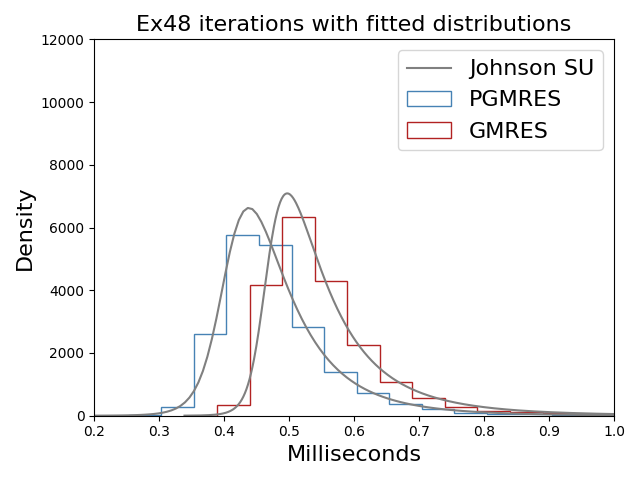 Ex48 iterations with fitted distributions
12000
10000
8000
6000
4000
2000
0
Density
Johnson SU
PGMRES
GMRES
0.2 0.3 0.4 0.5 0.6 0.7 0.8 0.9 1.0
Milliseconds